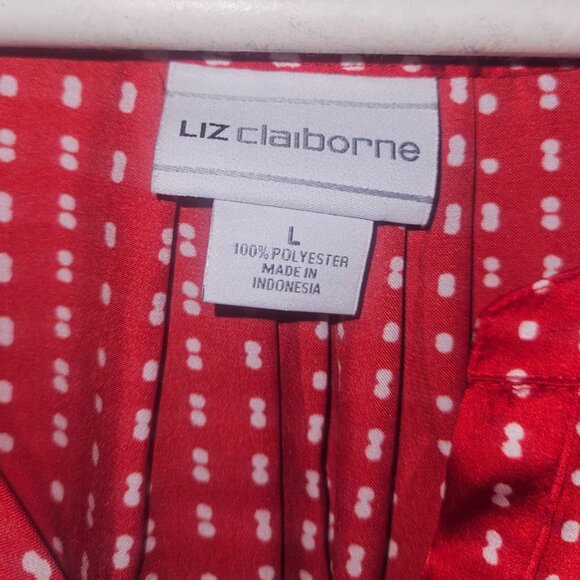 LIZ claiborne
L
100% POLYESTER
MADE IN
INDONESIA